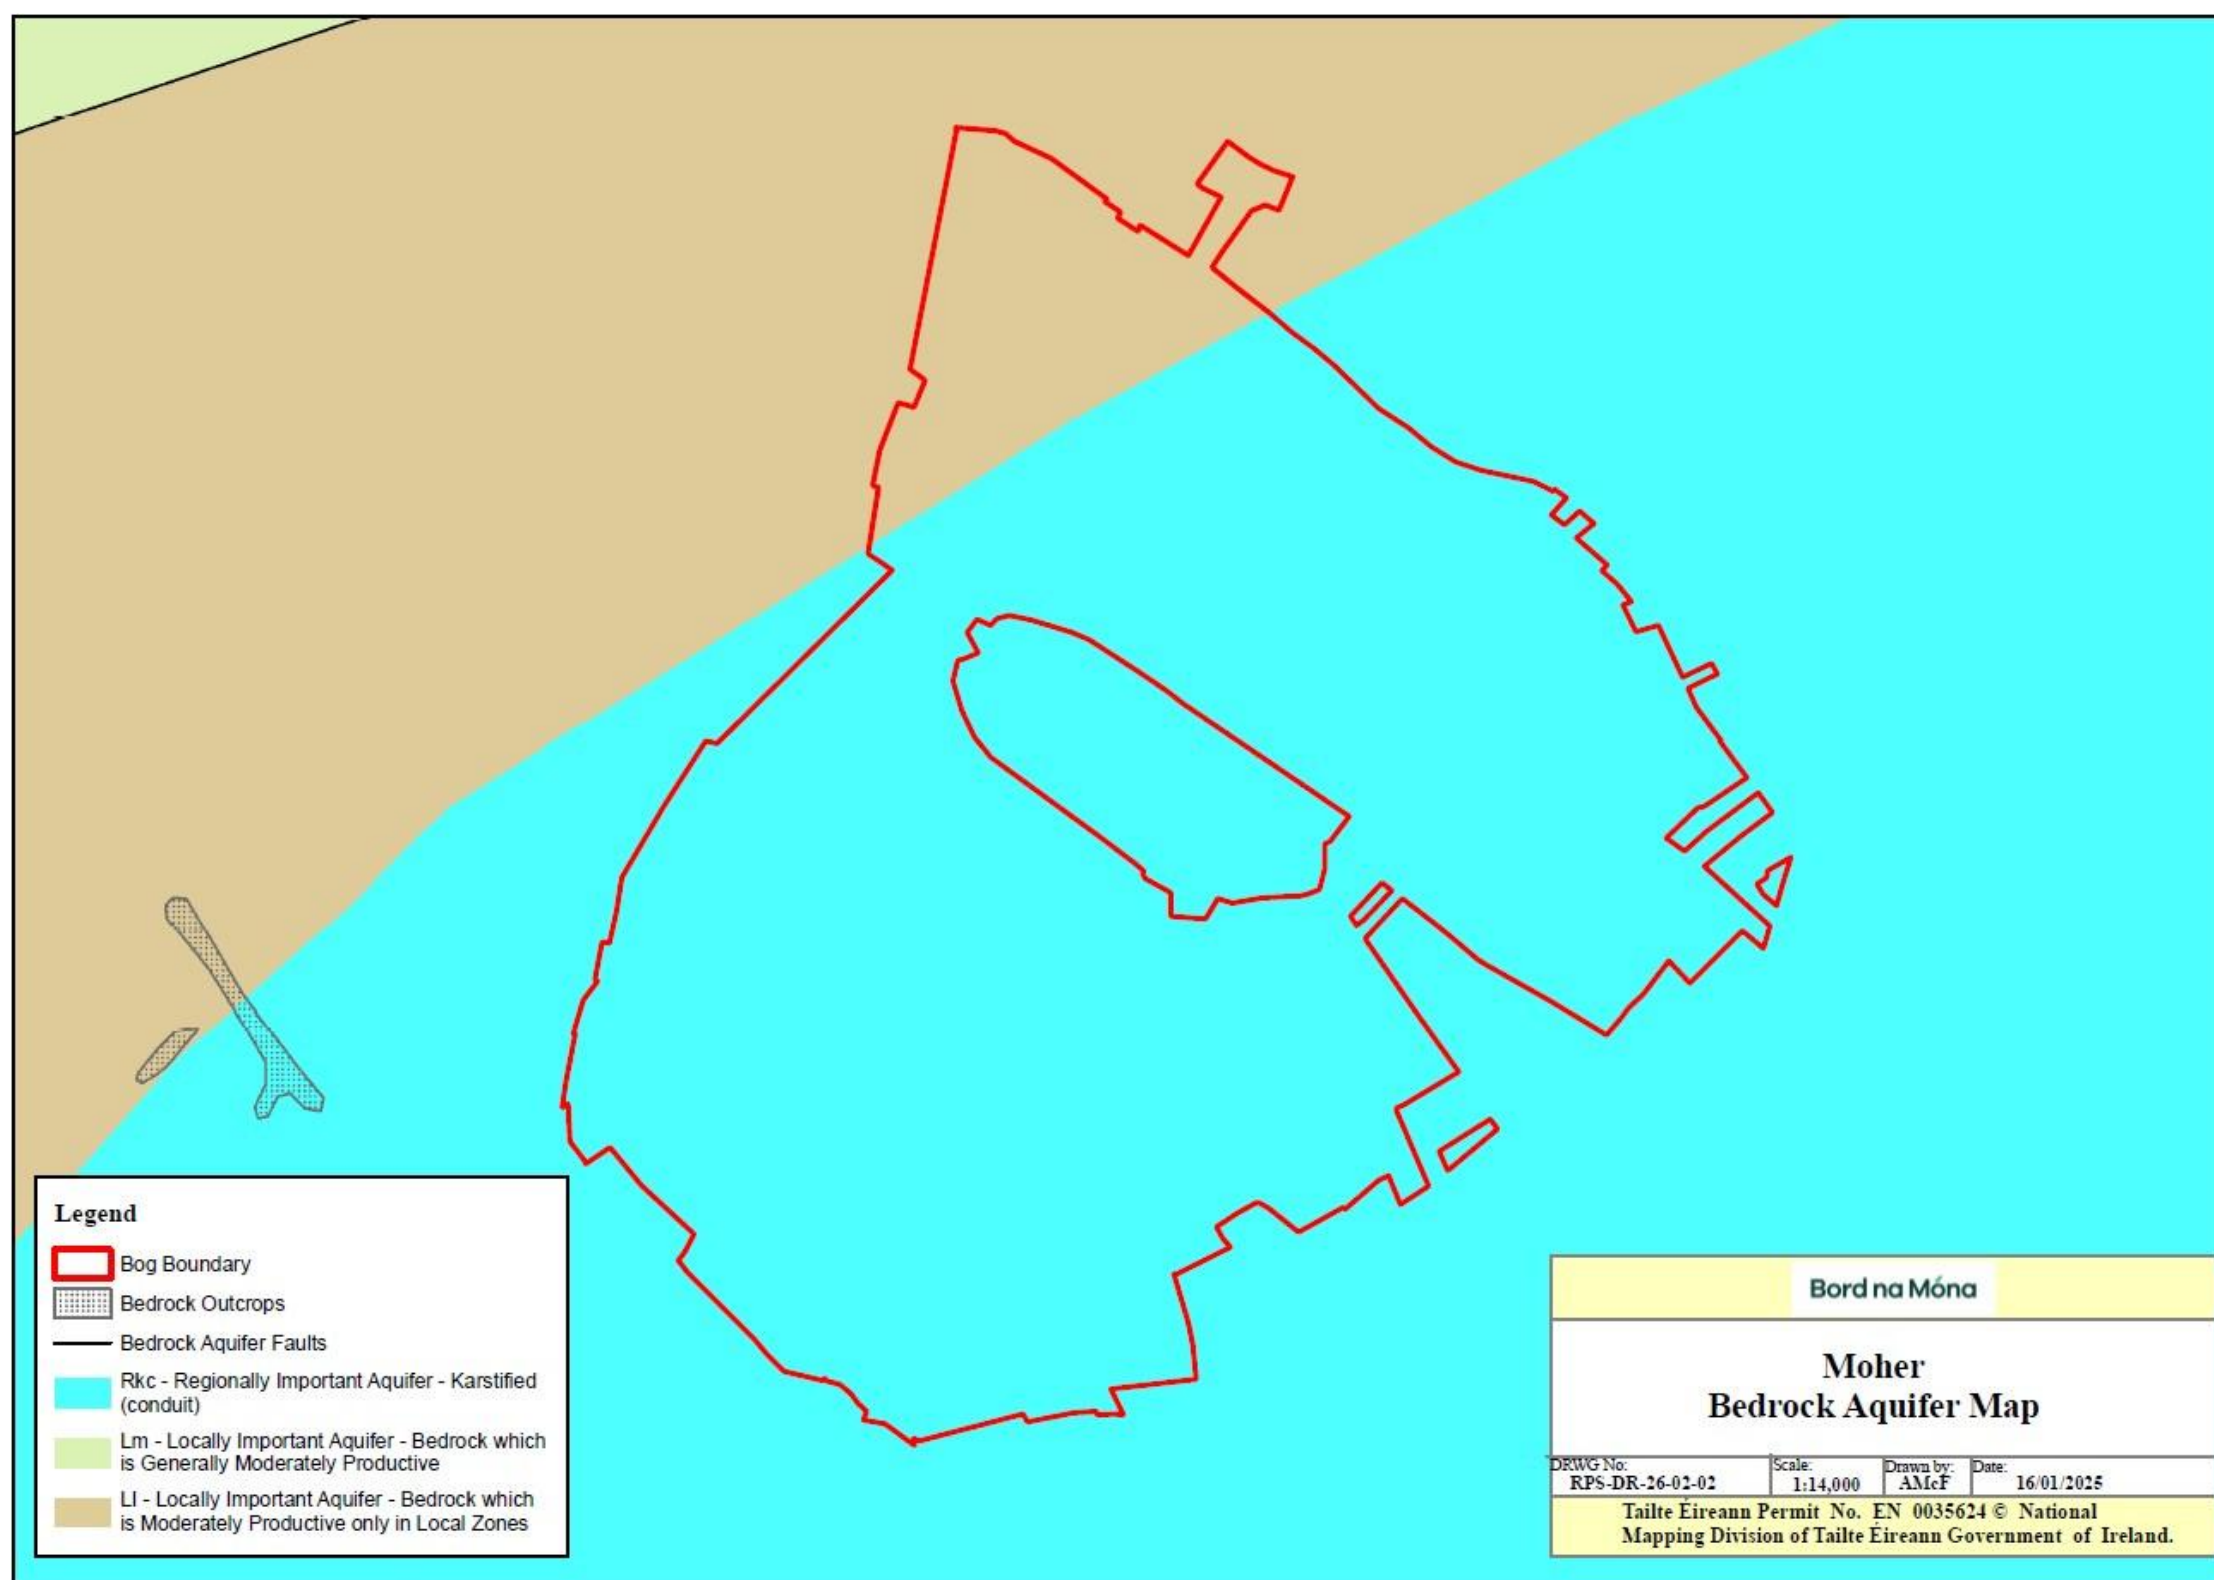 Legend
Bog Boundary
Bedrock Outcrops
Bedrock Aquifer Faults
Rkc - Regionally Important Aquifer - Karstified
(conduit)
Lm - Locally Important Aquifer - Bedrock which
is Generally Moderately Productive
Ll - Locally Important Aquifer - Bedrock which
is Moderately Productive only in Local Zones
Bord na Móna
Moher
Bedrock Aquifer Map
DRWG No:
RPS-DR-26-02-02
Scale:
1:14,000
Drawn by:
AMcF
Date:
16/01/2025
Tailte Éireann Permit No. EN 0035624 © National
Mapping Division of Tailte Éireann Government of Ireland.